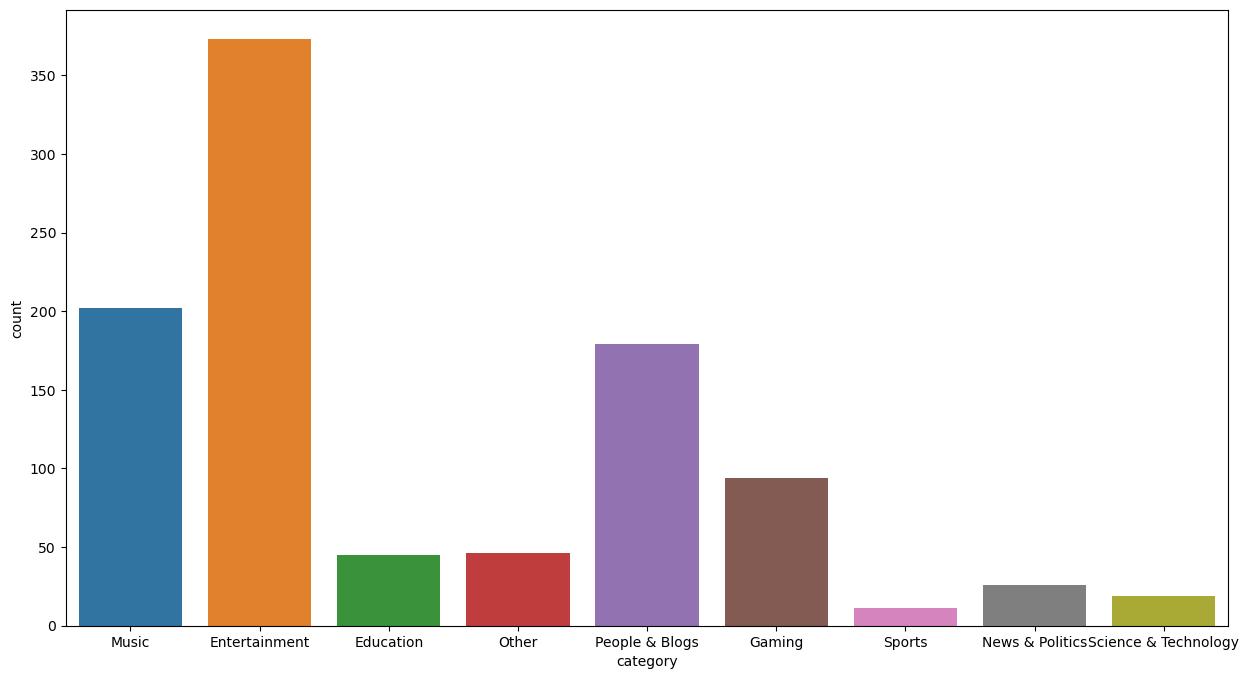 350
300
250
200
150
100
50
0
count
Music Entertainment Education Other People & Blogs Gaming Sports News & Politics Science & Technology
category